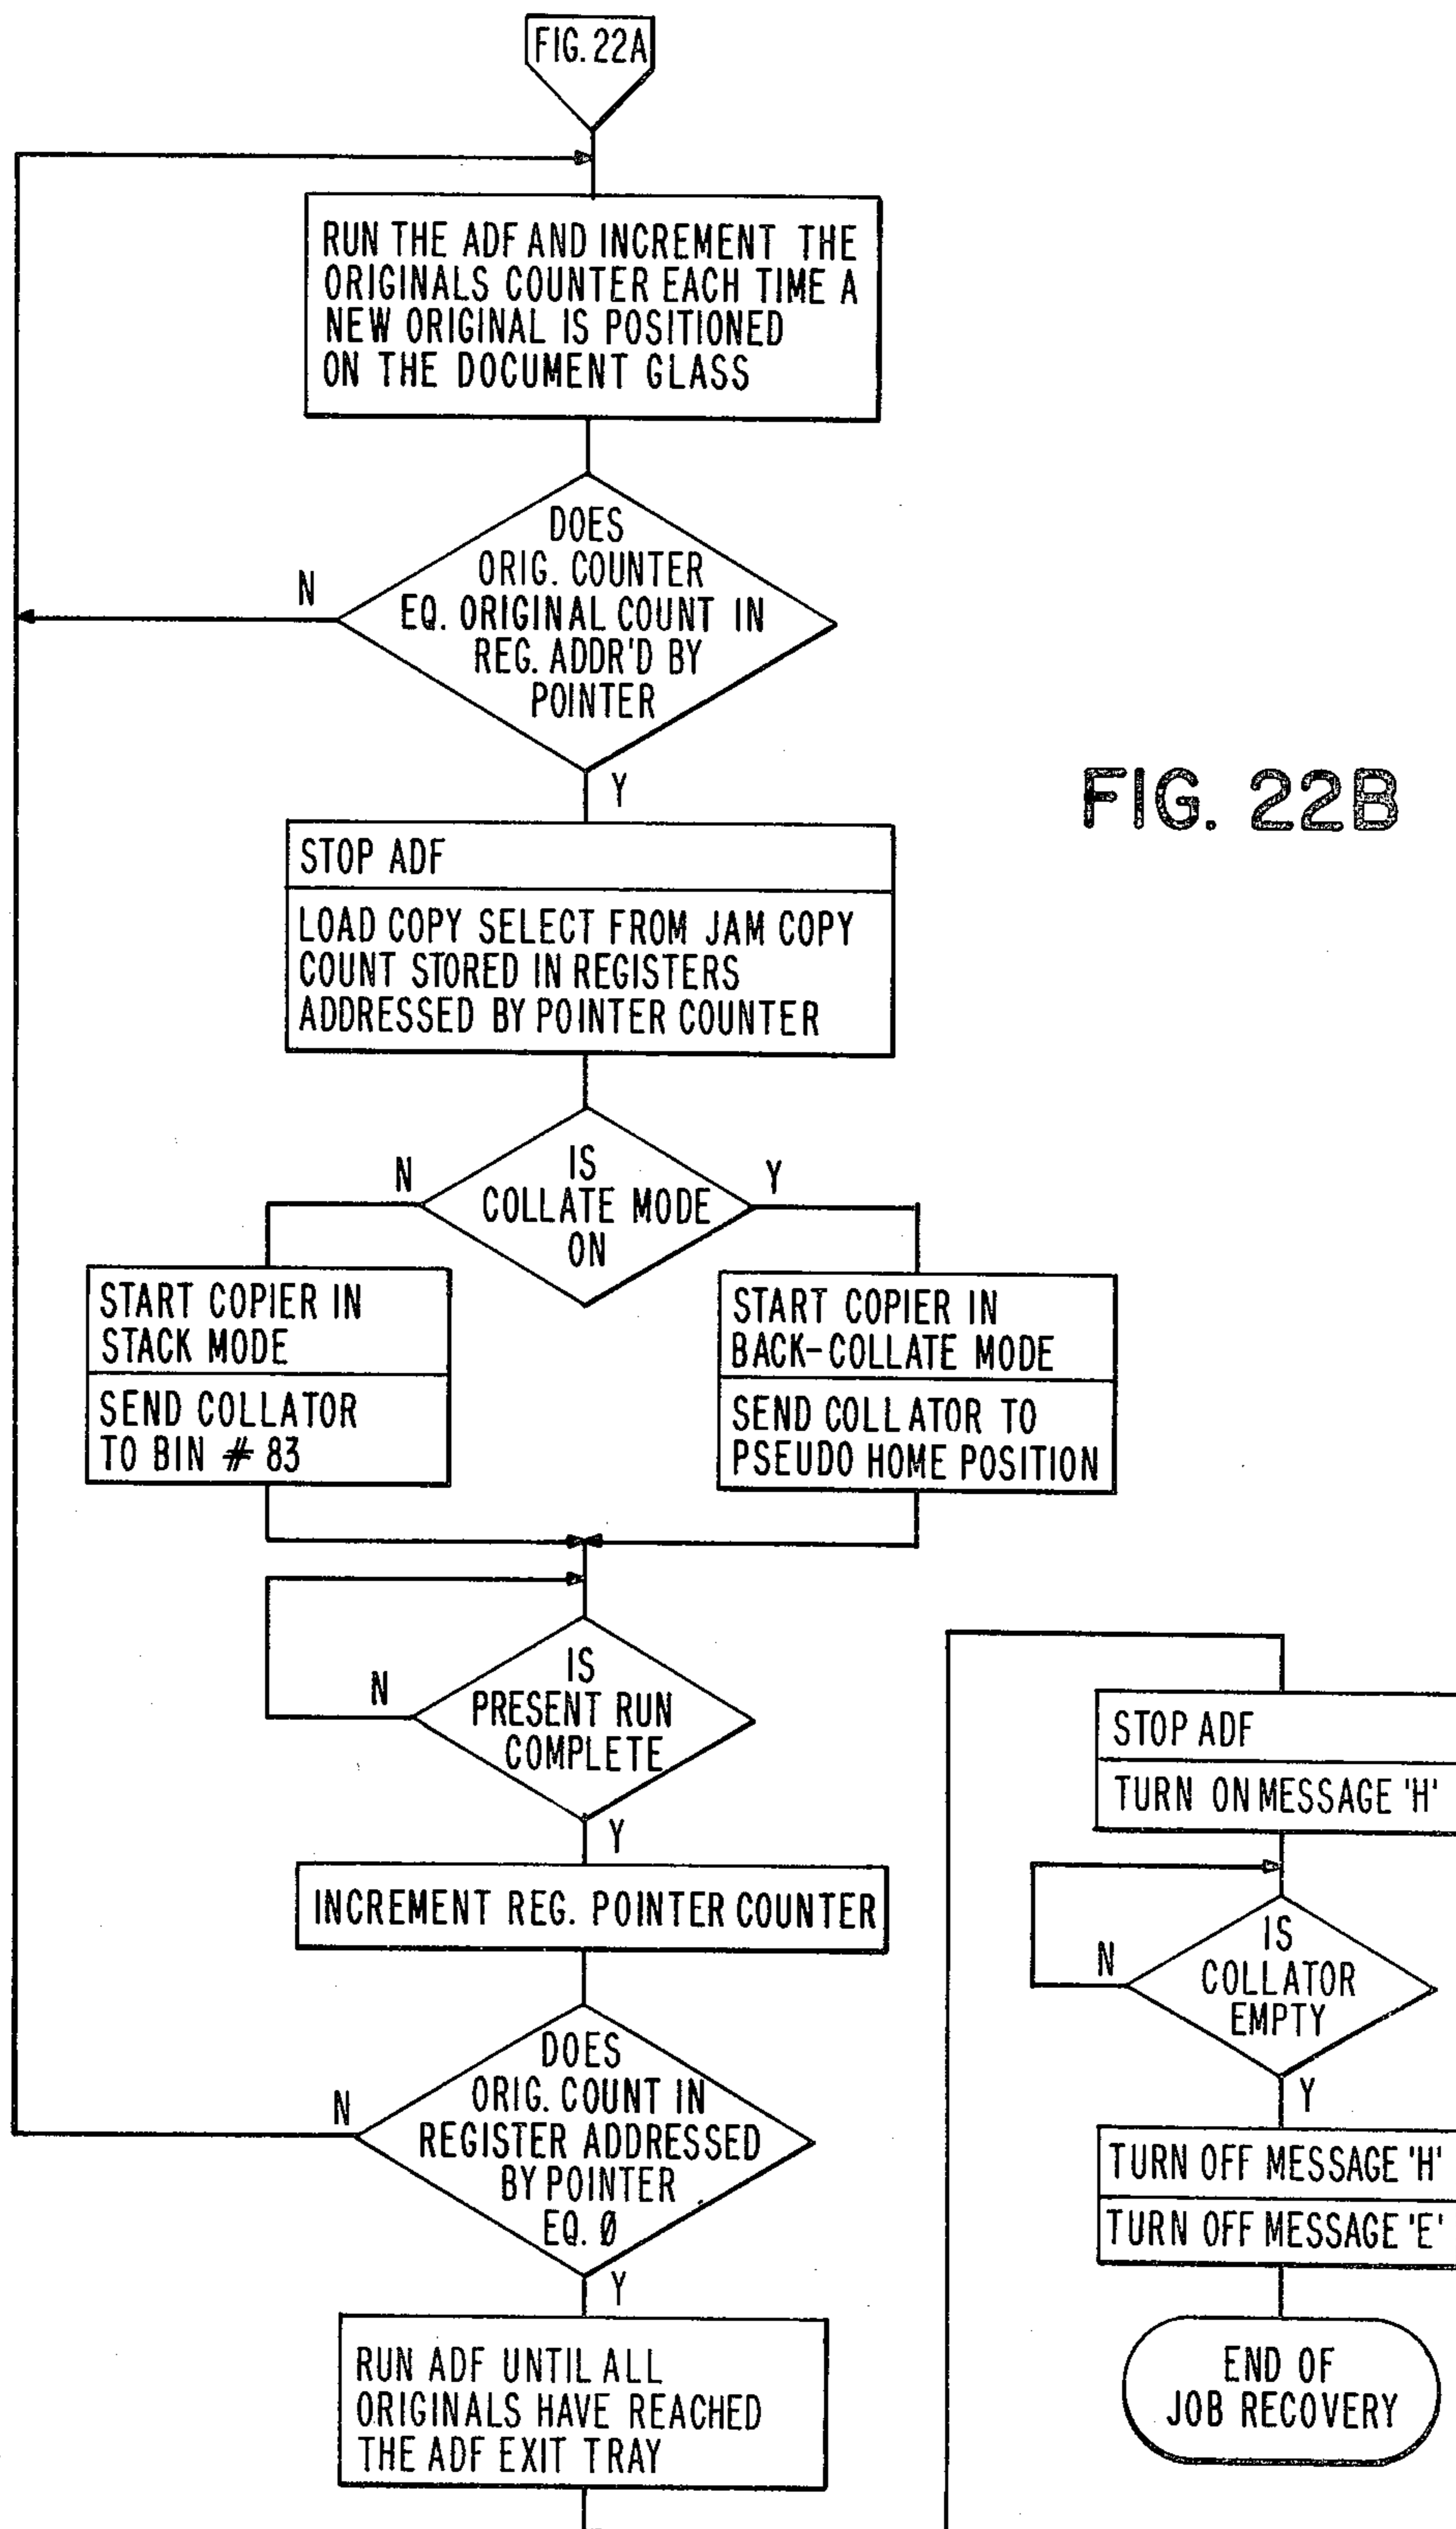 FIG. 22A
RUN THE ADF AND INCREMENT THE
ORIGINALS COUNTER EACH TIME A
NEW ORIGINAL IS POSITIONED
ON THE DOCUMENT GLASS
DOES
ORIG. COUNTER
EQ. ORIGINAL COUNT IN
REG. ADDR'D BY
POINTER
N
Y
FIG. 22B
STOP ADF
LOAD COPY SELECT FROM JAM COPY
COUNT STORED IN REGISTERS
ADDRESSED BY POINTER COUNTER
IS
COLLATE MODE
ON
N
Y
START COPIER IN
STACK MODE
SEND COLLATOR
TO BIN # 83
START COPIER IN
BACK-COLLATE MODE
SEND COLLATOR TO
PSEUDO HOME POSITION
IS
PRESENT RUN
COMPLETE
N
Y
INCREMENT REG. POINTER COUNTER
DOES
ORIG. COUNT IN
REGISTER ADDRESSED
BY POINTER
EQ. Ø
N
Y
RUN ADF UNTIL ALL
ORIGINALS HAVE REACHED
THE ADF EXIT TRAY
STOP ADF
TURN ON MESSAGE 'H'
IS
COLLATOR
EMPTY
N
Y
TURN OFF MESSAGE 'H'
TURN OFF MESSAGE 'E'
END OF
JOB RECOVERY